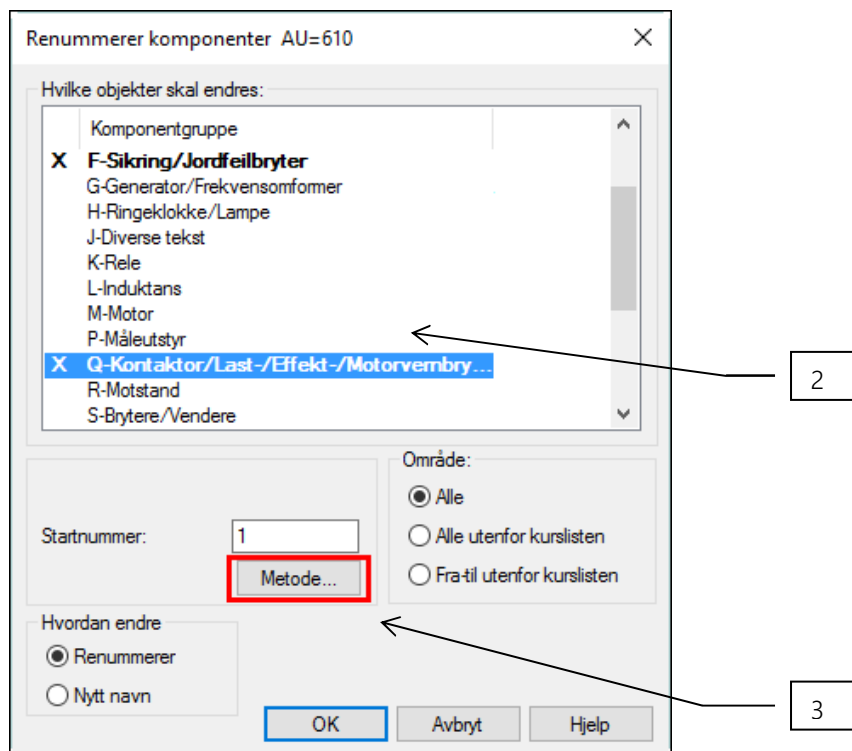 Renummerer komponenter AU=610
Hvilke objekter skal endres:
Komponentgruppe
X F-Sikring/Jordfeilbryter
G-Generator/Frekvensomformer
H-Ringeklokke/Lampe
J-Diverse tekst
K-Rele
L-Induktans
M-Motor
P-Måleutstyr
X Q-Kontaktor/Last-/Effekt-/Motorvernbry...
R-Motstand
S-Brytere/Vendere
2
Område:
Alle
Startnummer: 1
Alle utenfor kurslisten
Metode...
Fra-til utenfor kurslisten
Hvordan endre
Renummerer
Nytt navn
3
OK Avbryt Hjelp